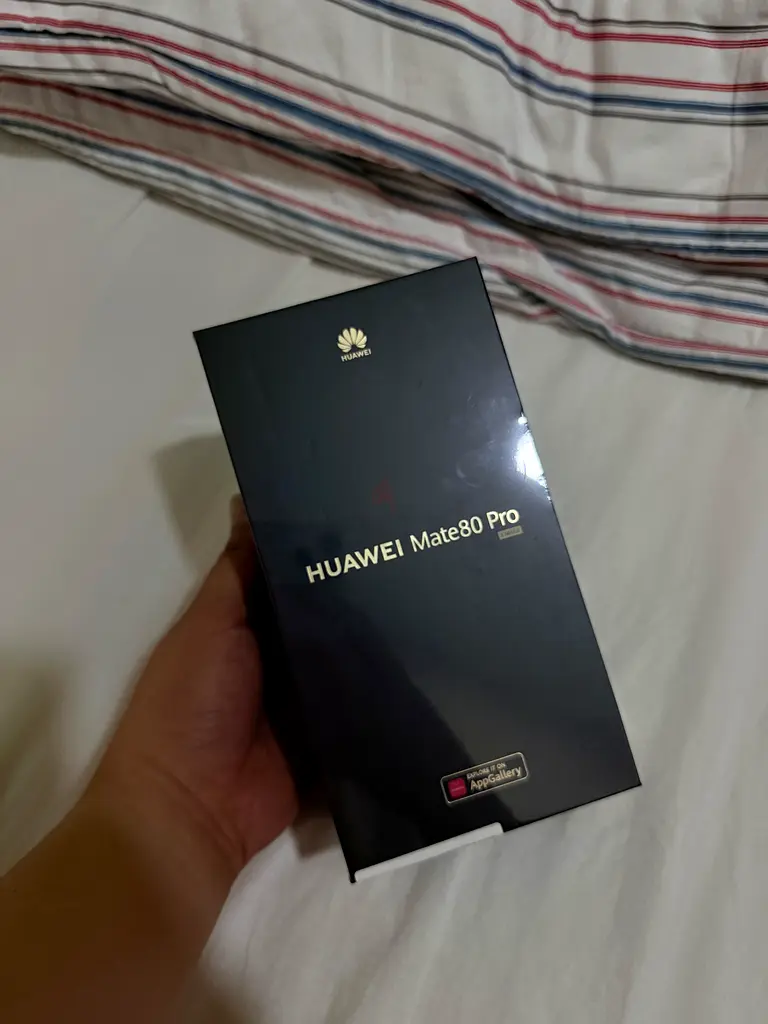 HUAWEI
HUAWEI Mate80 Pro
EXPLORE IT ON
AppGallery